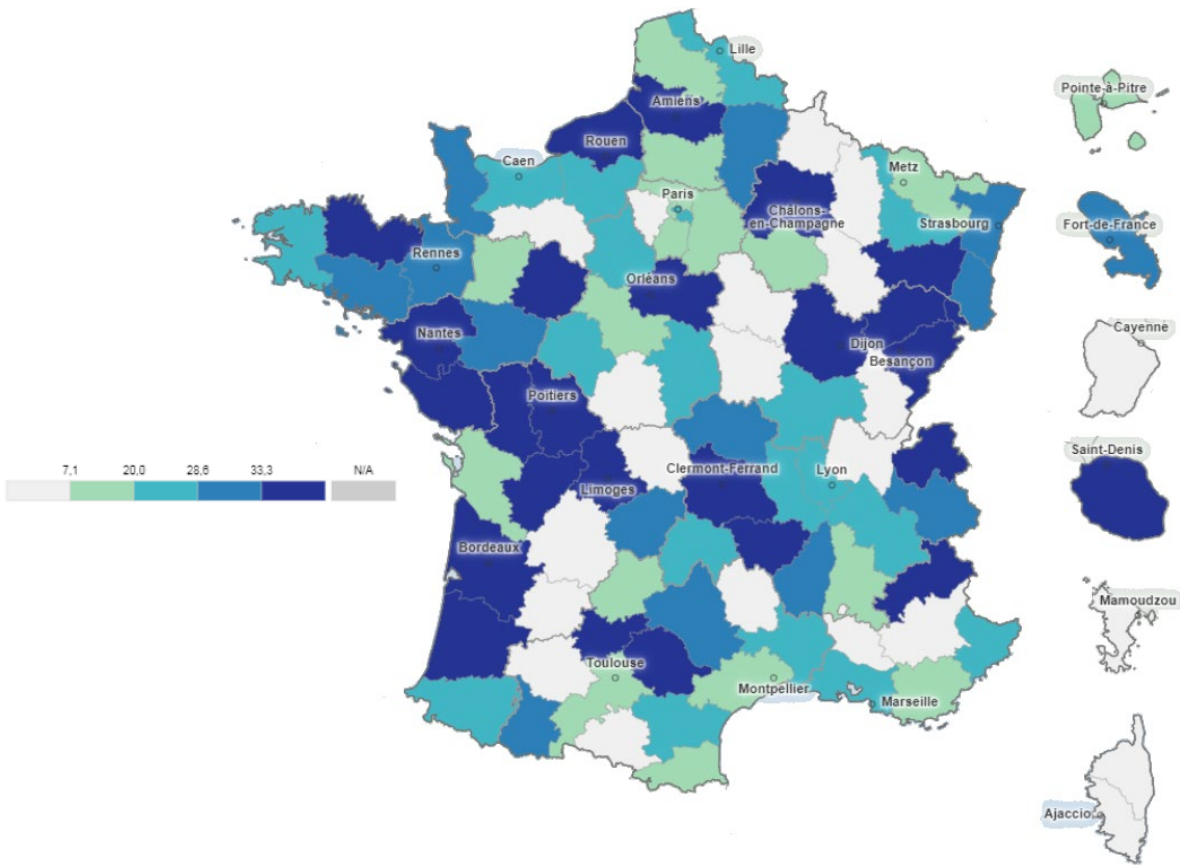 Lille
Pointe-à-Pitre
Amiens
Rouen
Caen
Metz
Paris
Châlons-
en-Champagne
Strasbourg
Fort-de-France
Rennes
Orléans
Nantes
Dijon
Besançon
Cayenne
Poitiers
7,1 20,0 28,6 33,3 N/A
Clermont-Ferrand
Lyon
Saint-Denis
Limoges
Bordeaux
Mamoudzou
Toulouse
Montpellier
Marseille
Ajaccio